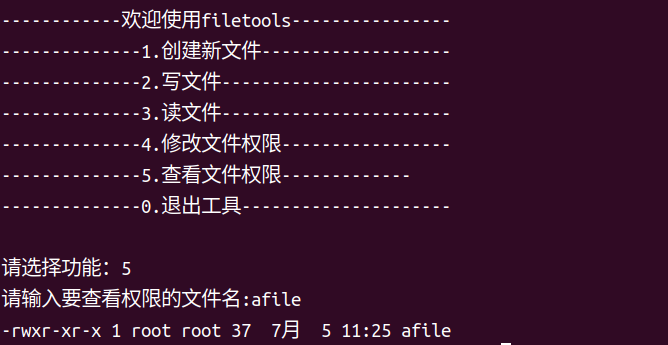 ------------欢迎使用filetools----------------
--------------1.创建新文件-------------------
--------------2.写文件-----------------------
--------------3.读文件-----------------------
--------------4.修改文件权限-----------------
--------------5.查看文件权限-------------
--------------0.退出工具---------------------
请选择功能: 5
请输入要查看权限的文件名:afile
-rwxr-xr-x 1 root root 37  7月  5 11:25 afile